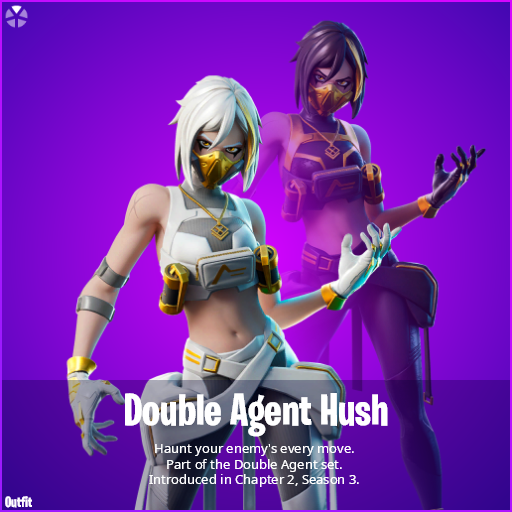 Double Agent Hush
Haunt your enemy's every move.
Part of the Double Agent set.
Introduced in Chapter 2, Season 3.
Outfit